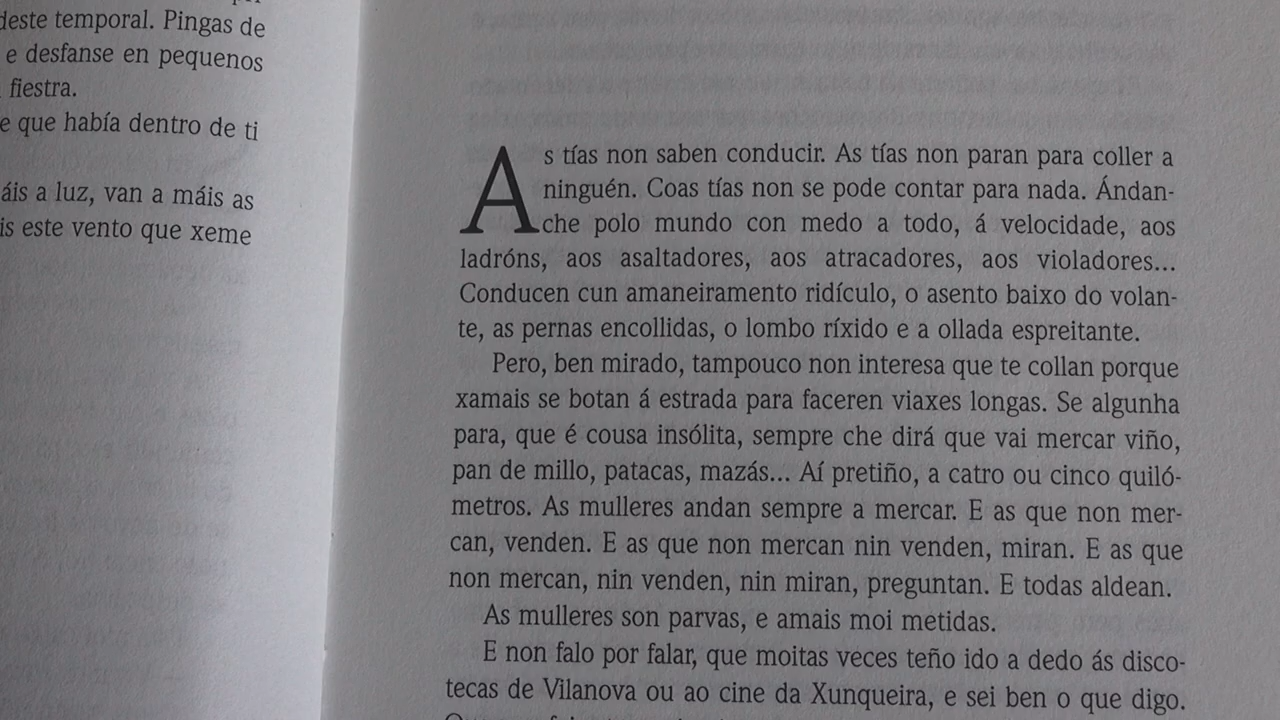 deste temporal. Pingas de
e desfanse en pequenos
fiestra.
e que había dentro de ti
áis a luz, van a máis as
is este vento que xeme
As tías non saben conducir. As tías non paran para coller a
ninguén. Coas tías non se pode contar para nada. Ándan-
che polo mundo con medo a todo, á velocidade, aos
ladróns, aos asaltadores, aos atracadores, aos violadores...
Conducen cun amaneiramento ridículo, o asento baixo do volan-
te, as pernas encollidas, o lombo ríxido e a ollada espreitante.
Pero, ben mirado, tampouco non interesa que te collan porque
xamais se botan á estrada para faceren viaxes longas. Se algunha
para, que é cousa insólita, sempre che dirá que vai mercar viño,
pan de millo, patacas, mazás... Aí pretiño, a catro ou cinco quiló-
metros. As mulleres andan sempre a mercar. E as que non mer-
can, venden. E as que non mercan nin venden, miran. E as que
non mercan, nin venden, nin miran, preguntan. E todas aldean.
As mulleres son parvas, e amais moi metidas.
E non falo por falar, que moitas veces teño ido a dedo ás disco-
tecas de Vilanova ou ao cine da Xunqueira, e sei ben o que digo.